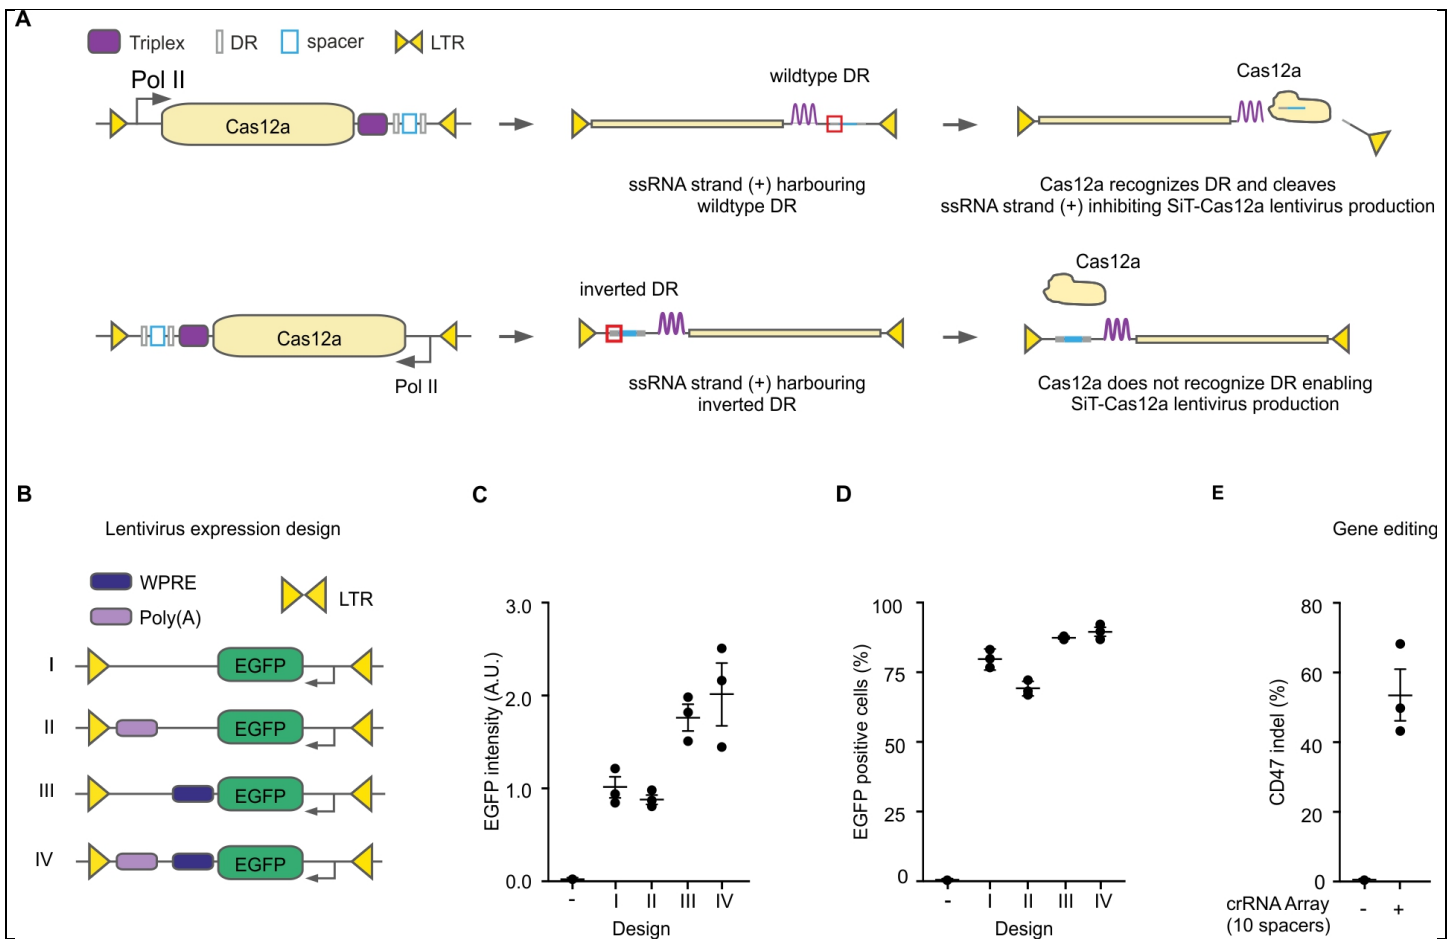 A
Triplex
DR
spacer
LTR
Pol II
Cas12a
wildtype DR
ssRNA strand (+) harbouring
wildtype DR
Cas12a
Cas12a recognizes DR and cleaves
ssRNA strand (+) inhibiting SiT-Cas12a lentivirus production
Cas12a
Pol II
inverted DR
ssRNA strand (+) harbouring
inverted DR
Cas12a
Cas12a does not recognize DR enabling
SiT-Cas12a lentivirus production
B
Lentivirus expression design
WPRE
Poly(A)
LTR
I
EGFP
II
EGFP
III
EGFP
IV
EGFP
C
EGFP intensity (A.U.)
3.0
2.0
1.0
0.0
- I II III IV
Design
D
EGFP positive cells (%)
100
75
50
25
0
- I II III IV
Design
E
Gene editing
CD47 indel (%)
80
60
40
20
0
crRNA Array
(10 spacers)
- +